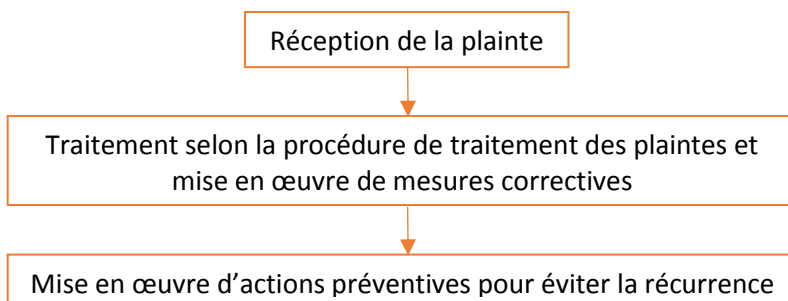 Réception de la plainte
Traitement selon la procédure de traitement des plaintes et
mise en œuvre de mesures correctives
Mise en œuvre d’actions préventives pour éviter la récurrence